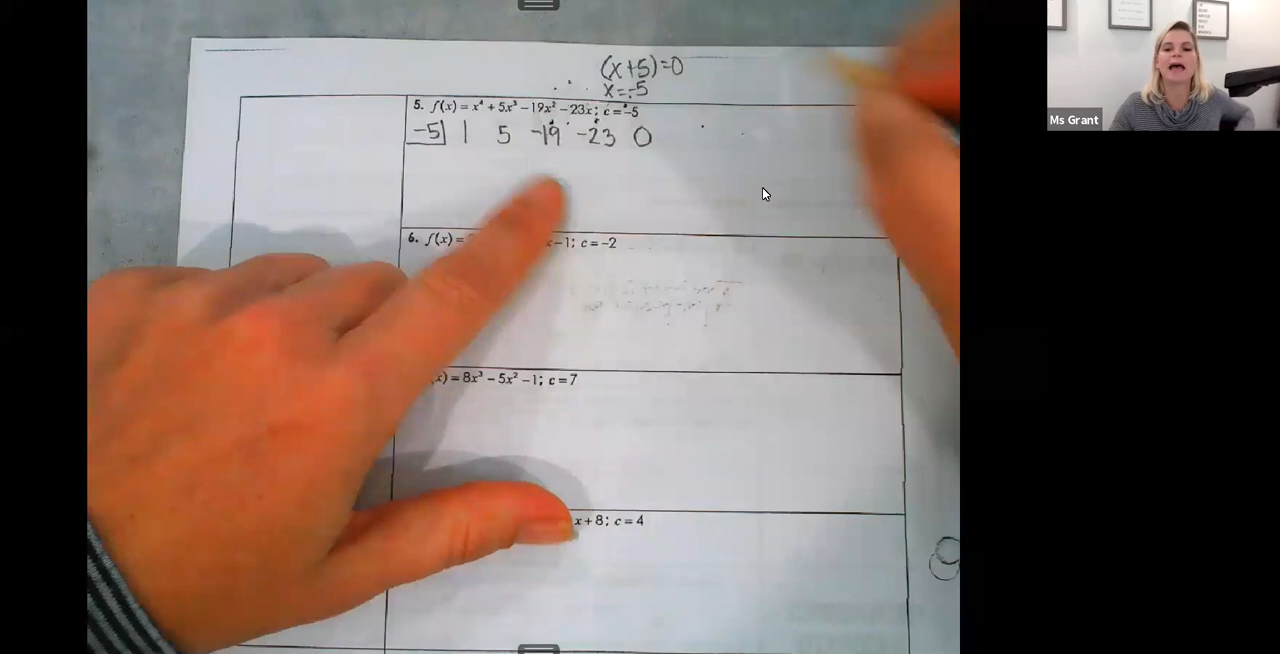 (x+5)=0
x=-5
5. f(x) = x⁴ + 5x³ − 19x² − 23x; c = −5
-5 1 5 -19 -23 0
6. f(x) = x − 1; c = −2
x) = 8x³ − 5x² − 1; c = 7
x + 8; c = 4
Ms Grant